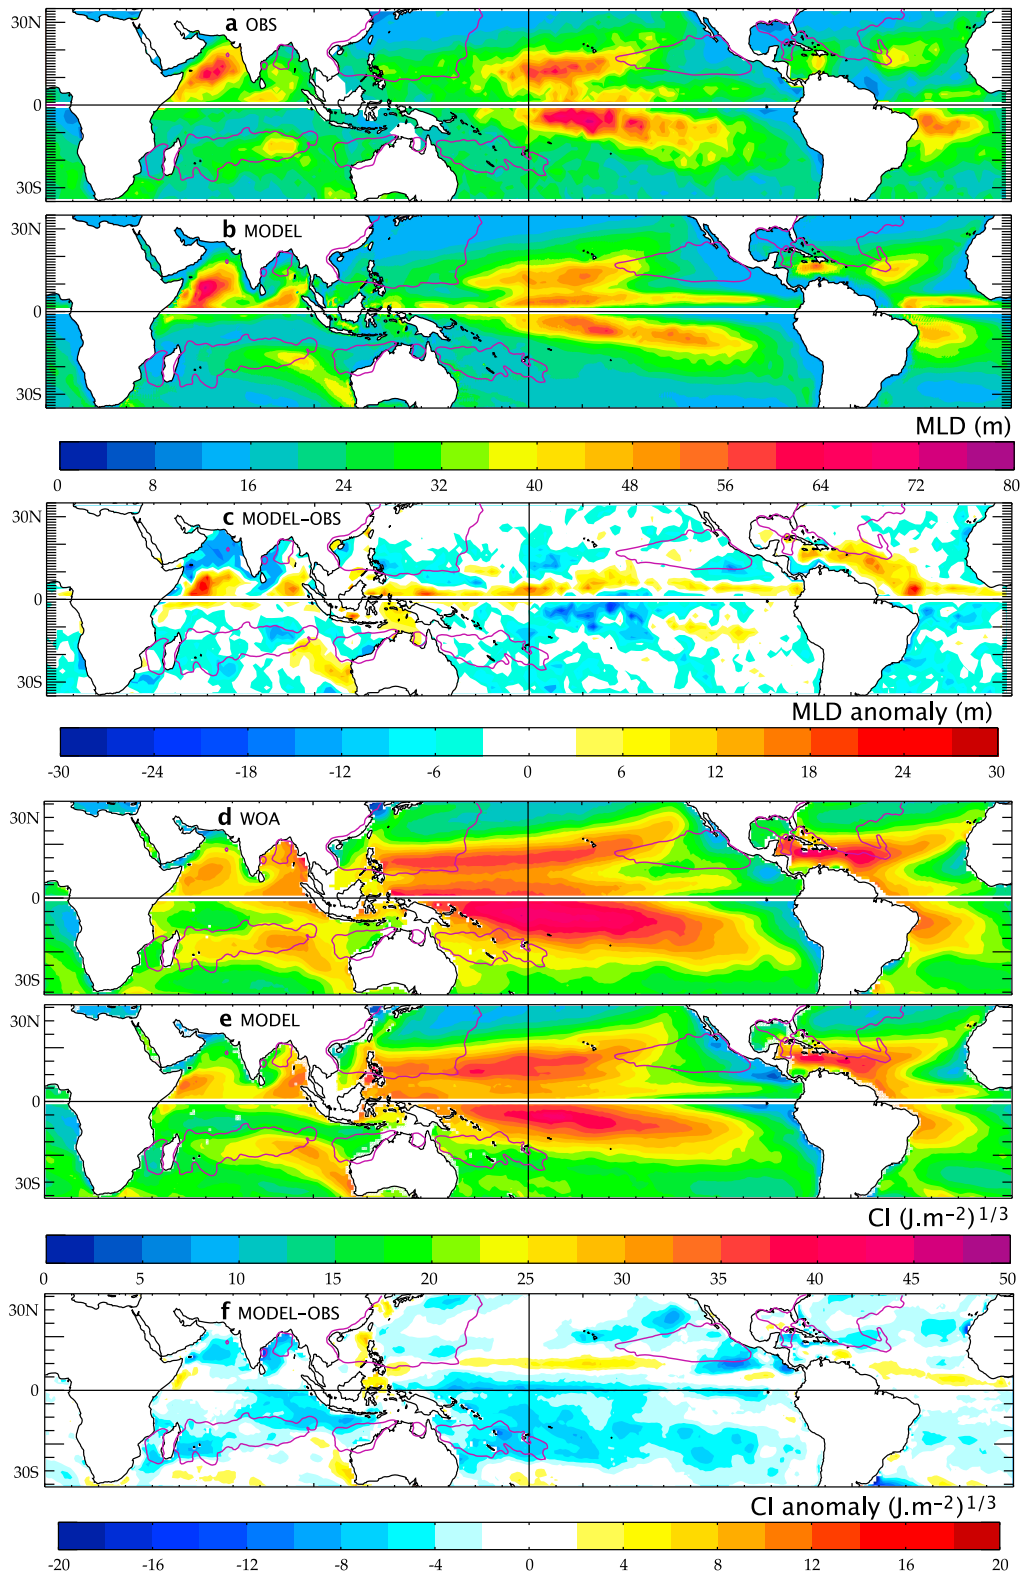 30N
a OBS
0
30S
30N
b MODEL
0
30S
MLD (m)
0 8 16 24 32 40 48 56 64 72 80
30N
c MODEL-OBS
0
30S
MLD anomaly (m)
-30 -24 -18 -12 -6 0 6 12 18 24 30
30N
d WOA
0
30S
30N
e MODEL
0
30S
CI (J.m⁻²)¹/³
0 5 10 15 20 25 30 35 40 45 50
30N
f MODEL-OBS
0
30S
CI anomaly (J.m⁻²)¹/³
-20 -16 -12 -8 -4 0 4 8 12 16 20